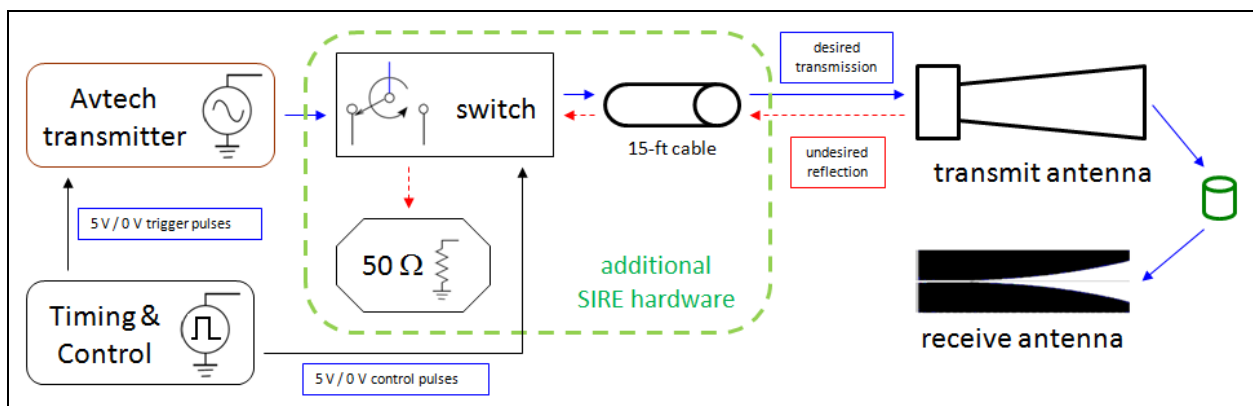 Avtech
transmitter
5 V / 0 V trigger pulses
Timing &
Control
switch
50 Ω
5 V / 0 V control pulses
15-ft cable
additional
SIRE hardware
desired
transmission
undesired
reflection
transmit antenna
receive antenna